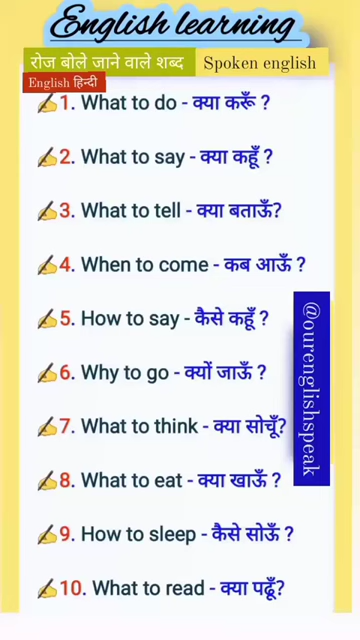 English learning
रोज बोले जाने वाले शब्द
Spoken english
English हिन्दी
✍1. What to do - क्या करूँ ?
✍2. What to say - क्या कहूँ ?
✍3. What to tell - क्या बताऊँ?
✍4. When to come - कब आऊँ ?
✍5. How to say - कैसे कहूँ ?
✍6. Why to go - क्यों जाऊँ ?
✍7. What to think - क्या सोचूँ?
✍8. What to eat - क्या खाऊँ ?
✍9. How to sleep - कैसे सोऊँ ?
✍10. What to read - क्या पढूँ?
@ourenglishspeak